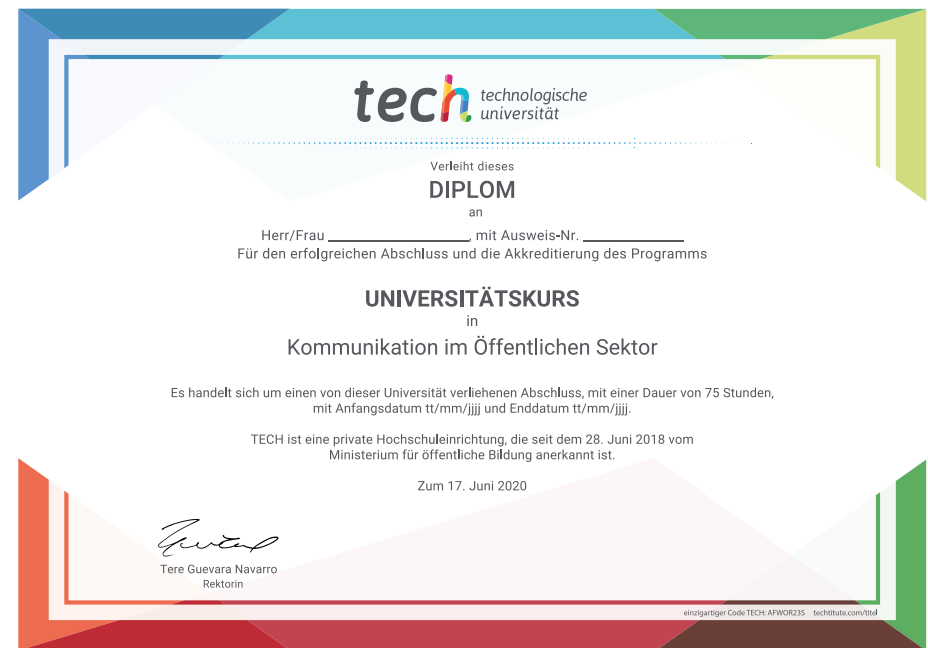 tech technologische
universität
Verleiht dieses
DIPLOM
an
Herr/Frau ____________, mit Ausweis-Nr. ____________
Für den erfolgreichen Abschluss und die Akkreditierung des Programms
UNIVERSITÄTSKURS
in
Kommunikation im Öffentlichen Sektor
Es handelt sich um einen von dieser Universität verliehenen Abschluss, mit einer Dauer von 75 Stunden,
mit Anfangsdatum tt/mm/jjjj und Enddatum tt/mm/jjjj.
TECH ist eine private Hochschuleinrichtung, die seit dem 28. Juni 2018 vom
Ministerium für öffentliche Bildung anerkannt ist.
Zum 17. Juni 2020
Tere Guevara Navarro
Rektorin
einzigartiger Code TECH: AFWOR23S techtitute.com/titel